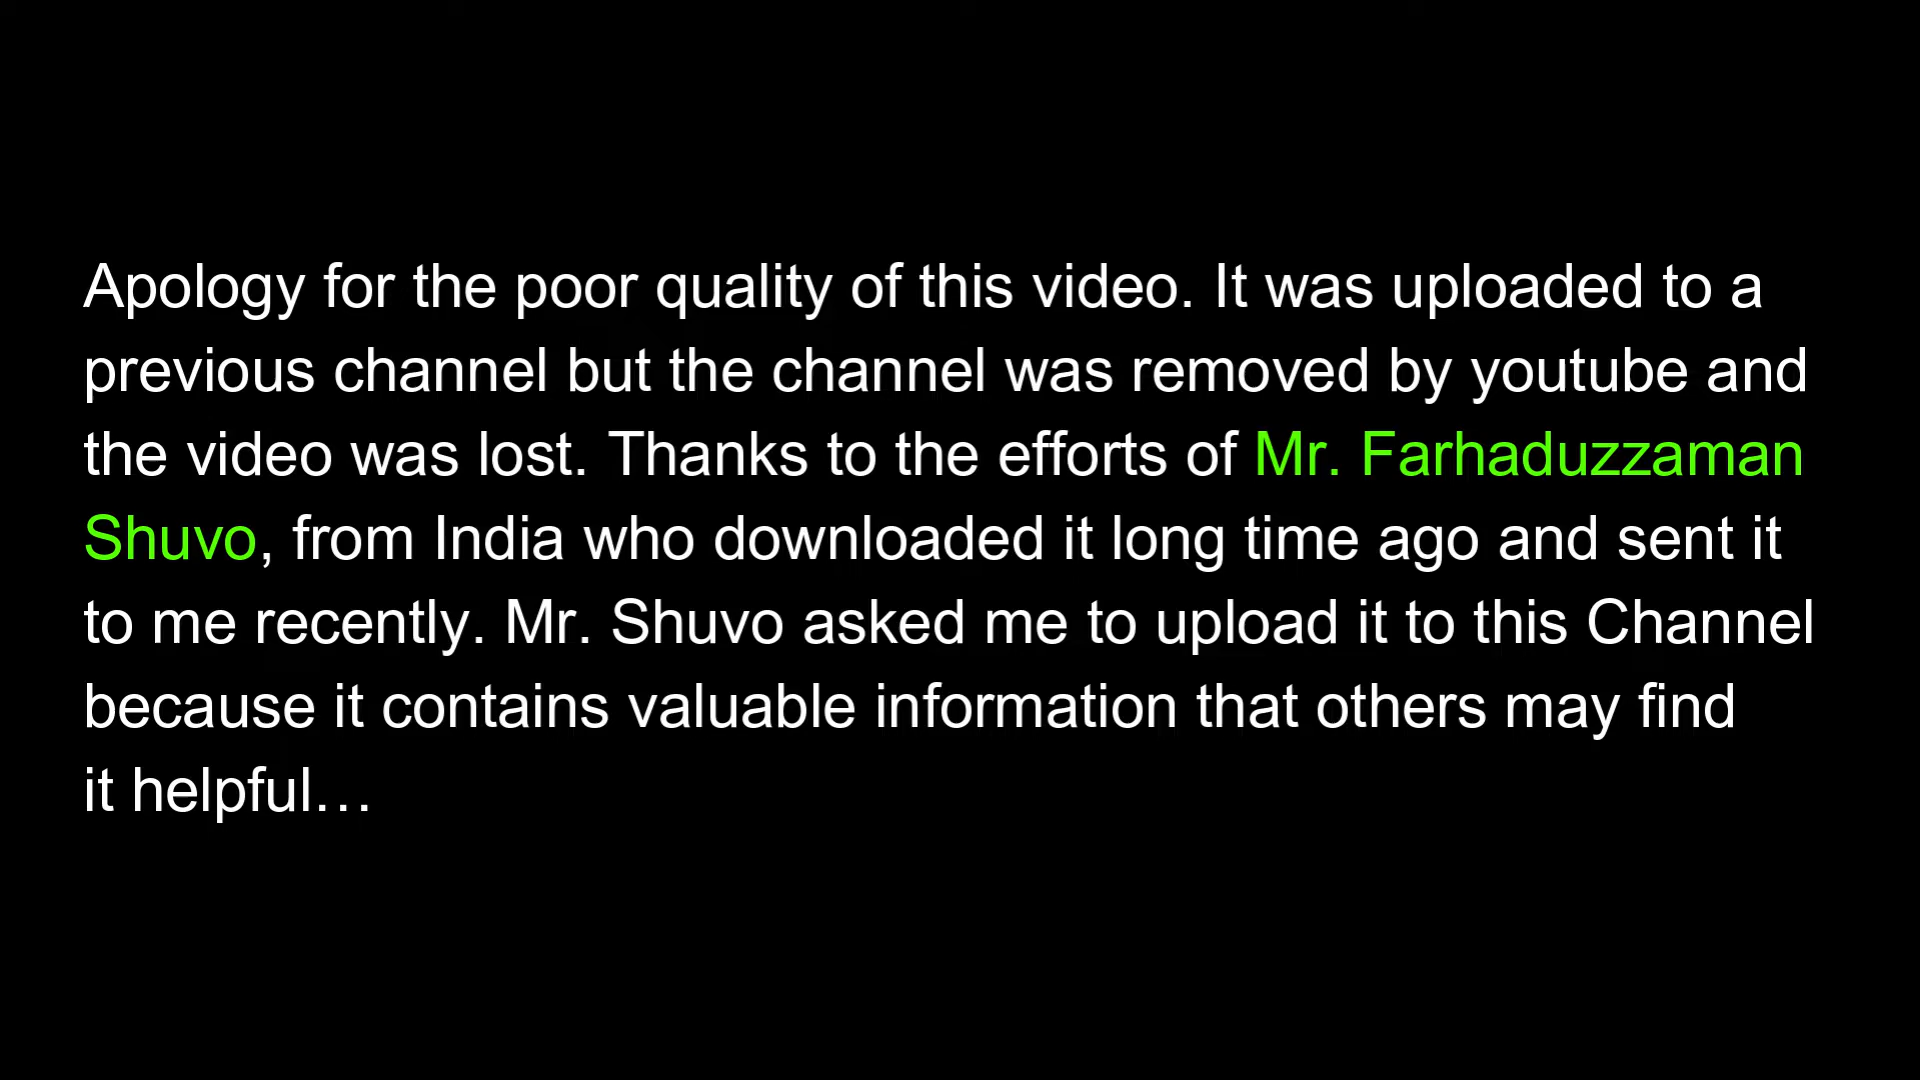 Apology for the poor quality of this video. It was uploaded to a
previous channel but the channel was removed by youtube and
the video was lost. Thanks to the efforts of Mr. Farhaduzzaman
Shuvo, from India who downloaded it long time ago and sent it
to me recently. Mr. Shuvo asked me to upload it to this Channel
because it contains valuable information that others may find
it helpful…